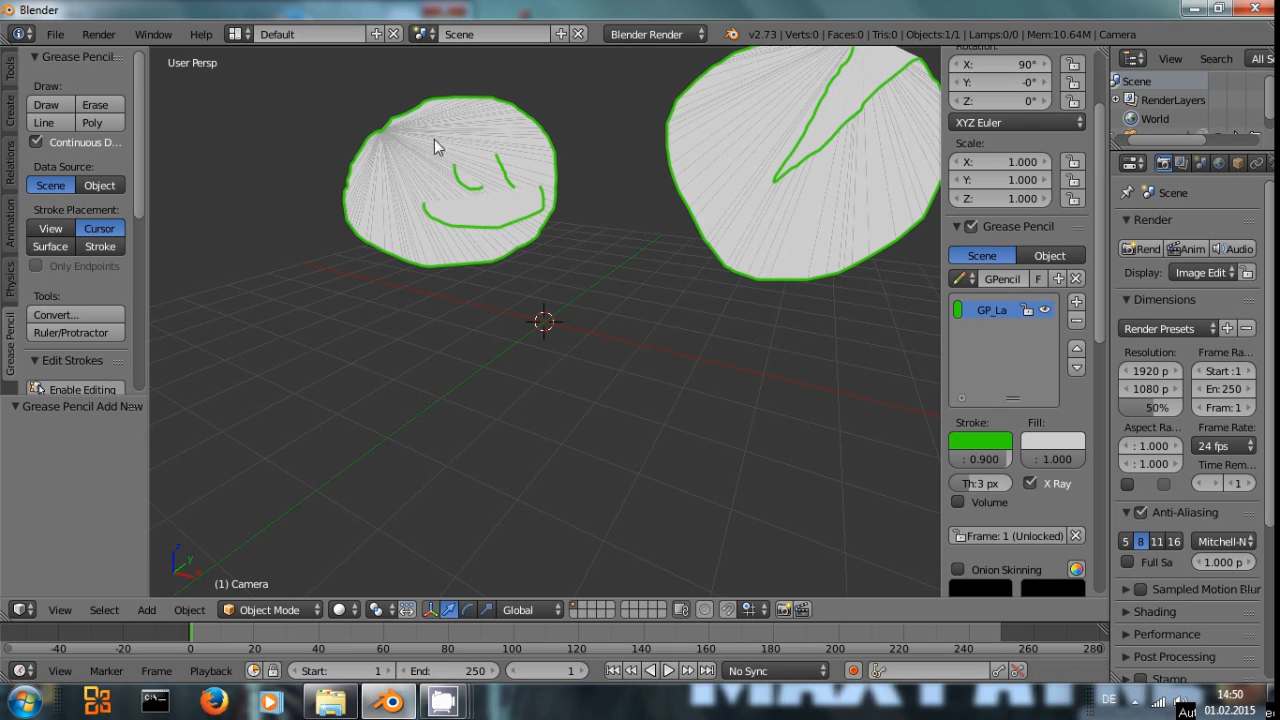 Blender
File Render Window Help Default Scene Blender Render v2.73 | Verts:0 | Faces:0 | Tris:0 | Objects:1/1 | Lamps:0/0 | Mem:10.64M | Camera
Tools
Create
Relations
Animation
Physics
Grease Pencil
Grease Pencil
Draw:
Draw Erase
Line Poly
Continuous D...
Data Source:
Scene Object
Stroke Placement:
View Cursor
Surface Stroke
Only Endpoints
Tools:
Convert...
Ruler/Protractor
Edit Strokes
Enable Editing
Grease Pencil Add New
User Persp
(1) Camera
z
y
x
Rotation:
X: 90°
Y: -0°
Z: 0°
XYZ Euler
Scale:
X: 1.000
Y: 1.000
Z: 1.000
Grease Pencil
Scene Object
GPencil F
GP_La
Stroke: Fill:
: 0.900 : 1.000
Th:3 px X Ray
Volume
Frame: 1 (Unlocked)
Onion Skinning
View Search All S
Scene
RenderLayers
World
Scene
Render
Rend Anim Audio
Display: Image Edit
Dimensions
Render Presets
Resolution: Frame Ra...
1920 p Start :1
1080 p En: 250
50% Fram: 1
Aspect Ra... Frame Rate:
: 1.000 24 fps
: 1.000 Time Rem...
1
Anti-Aliasing
5 8 11 16 Mitchell-N
Full Sa : 1.000 p
Sampled Motion Blur
Shading
Performance
Post Processing
Stamp
View Select Add Object Object Mode Global
-40 -20 0 20 40 60 80 100 120 140 160 180 200 220 240 260 280
View Marker Frame Playback Start: 1 End: 250 1 No Sync
DE 14:50
01.02.2015